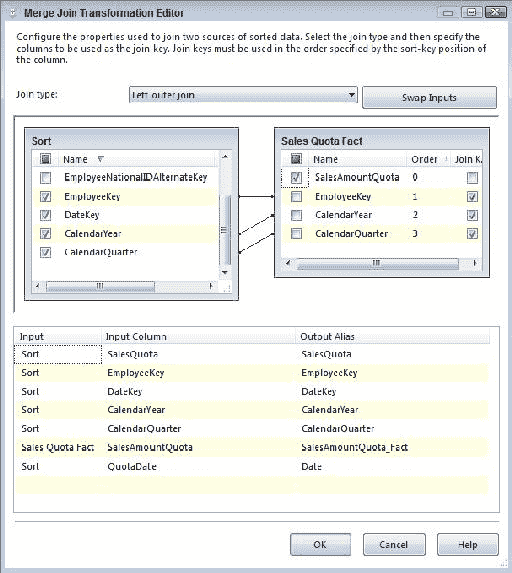 Merge Join Transformation Editor
Configure the properties used to join two sources of sorted data. Select the join type and then specify the
columns to be used as the join key. Join keys must be used in the order specified by the sort-key position of
the column.
Join type:
Left outer join
Swap Inputs
Sort
Name
EmployeeNationalIDAlternateKey
EmployeeKey
DateKey
CalendarYear
CalendarQuarter
Sales Quota Fact
Name Order Join K
SalesAmountQuota 0
EmployeeKey 1
CalendarYear 2
CalendarQuarter 3
Input Input Column Output Alias
Sort SalesQuota SalesQuota
Sort EmployeeKey EmployeeKey
Sort DateKey DateKey
Sort CalendarYear CalendarYear
Sort CalendarQuarter CalendarQuarter
Sales Quota Fact SalesAmountQuota SalesAmountQuota_Fact
Sort QuotaDate Date
OK Cancel Help